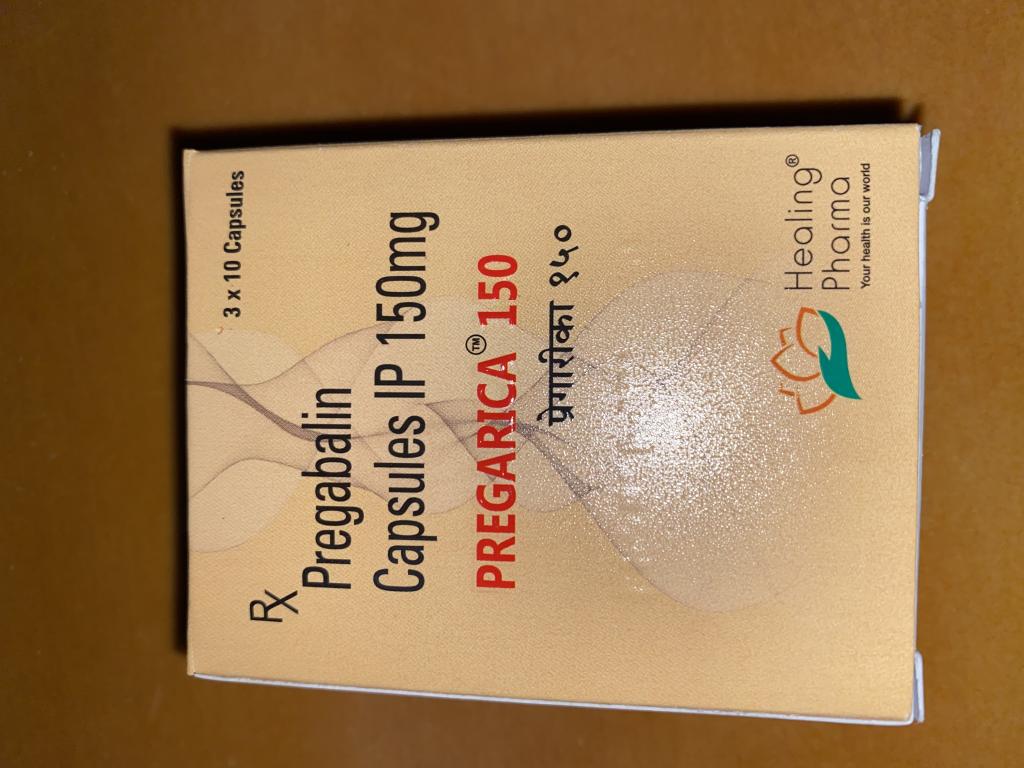 3 x 10 Capsules
Rx
Pregabalin
Capsules IP 150mg
PREGARICA™ 150
प्रेगारीका १५०
Healing®
Pharma
Your health is our world